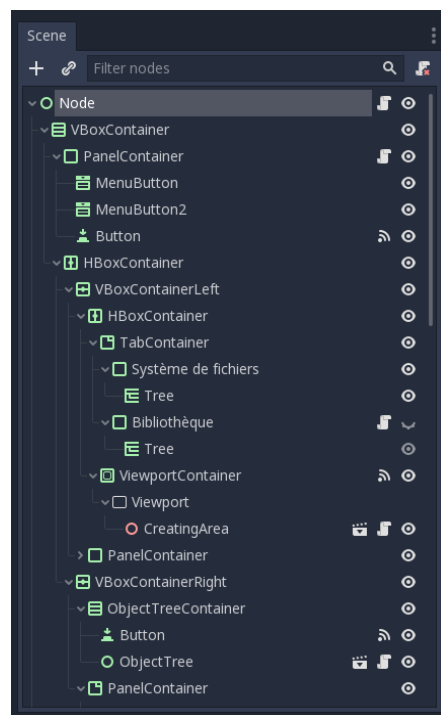 Scene
Filter nodes
Node
VBoxContainer
PanelContainer
MenuButton
MenuButton2
Button
HBoxContainer
VBoxContainerLeft
HBoxContainer
TabContainer
Système de fichiers
Tree
Bibliothèque
Tree
ViewportContainer
Viewport
CreatingArea
PanelContainer
VBoxContainerRight
ObjectTreeContainer
Button
ObjectTree
PanelContainer